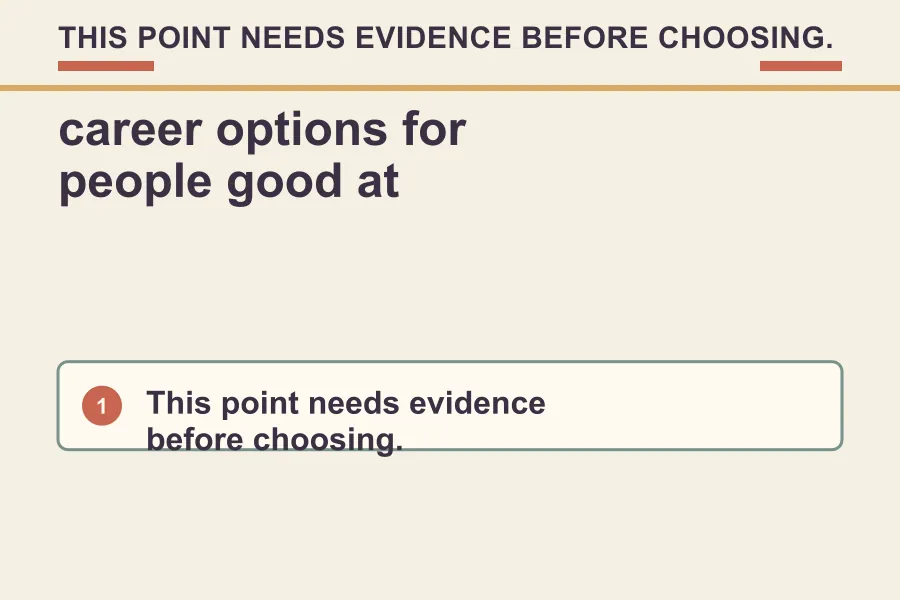 THIS POINT NEEDS EVIDENCE BEFORE CHOOSING.
career options for
people good at
1
This point needs evidence
before choosing.